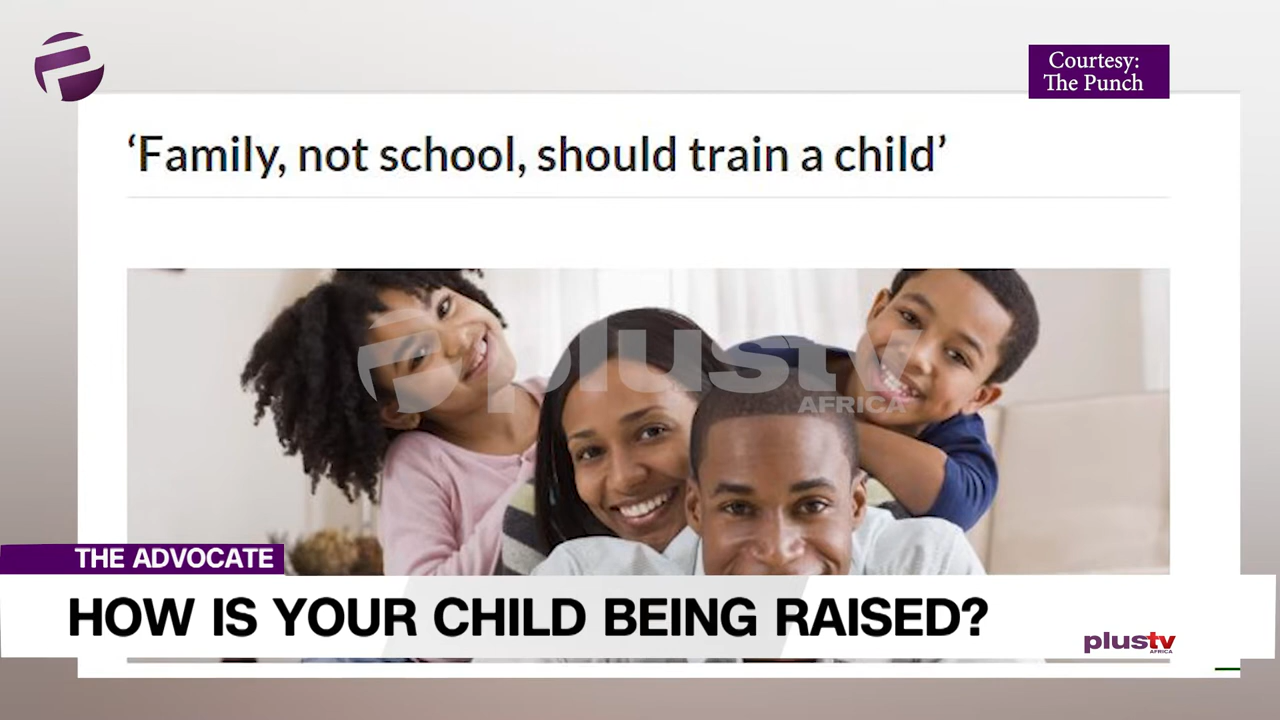 Courtesy:
The Punch
‘Family, not school, should train a child’
plustv
AFRICA
THE ADVOCATE
HOW IS YOUR CHILD BEING RAISED?
plustv
AFRICA